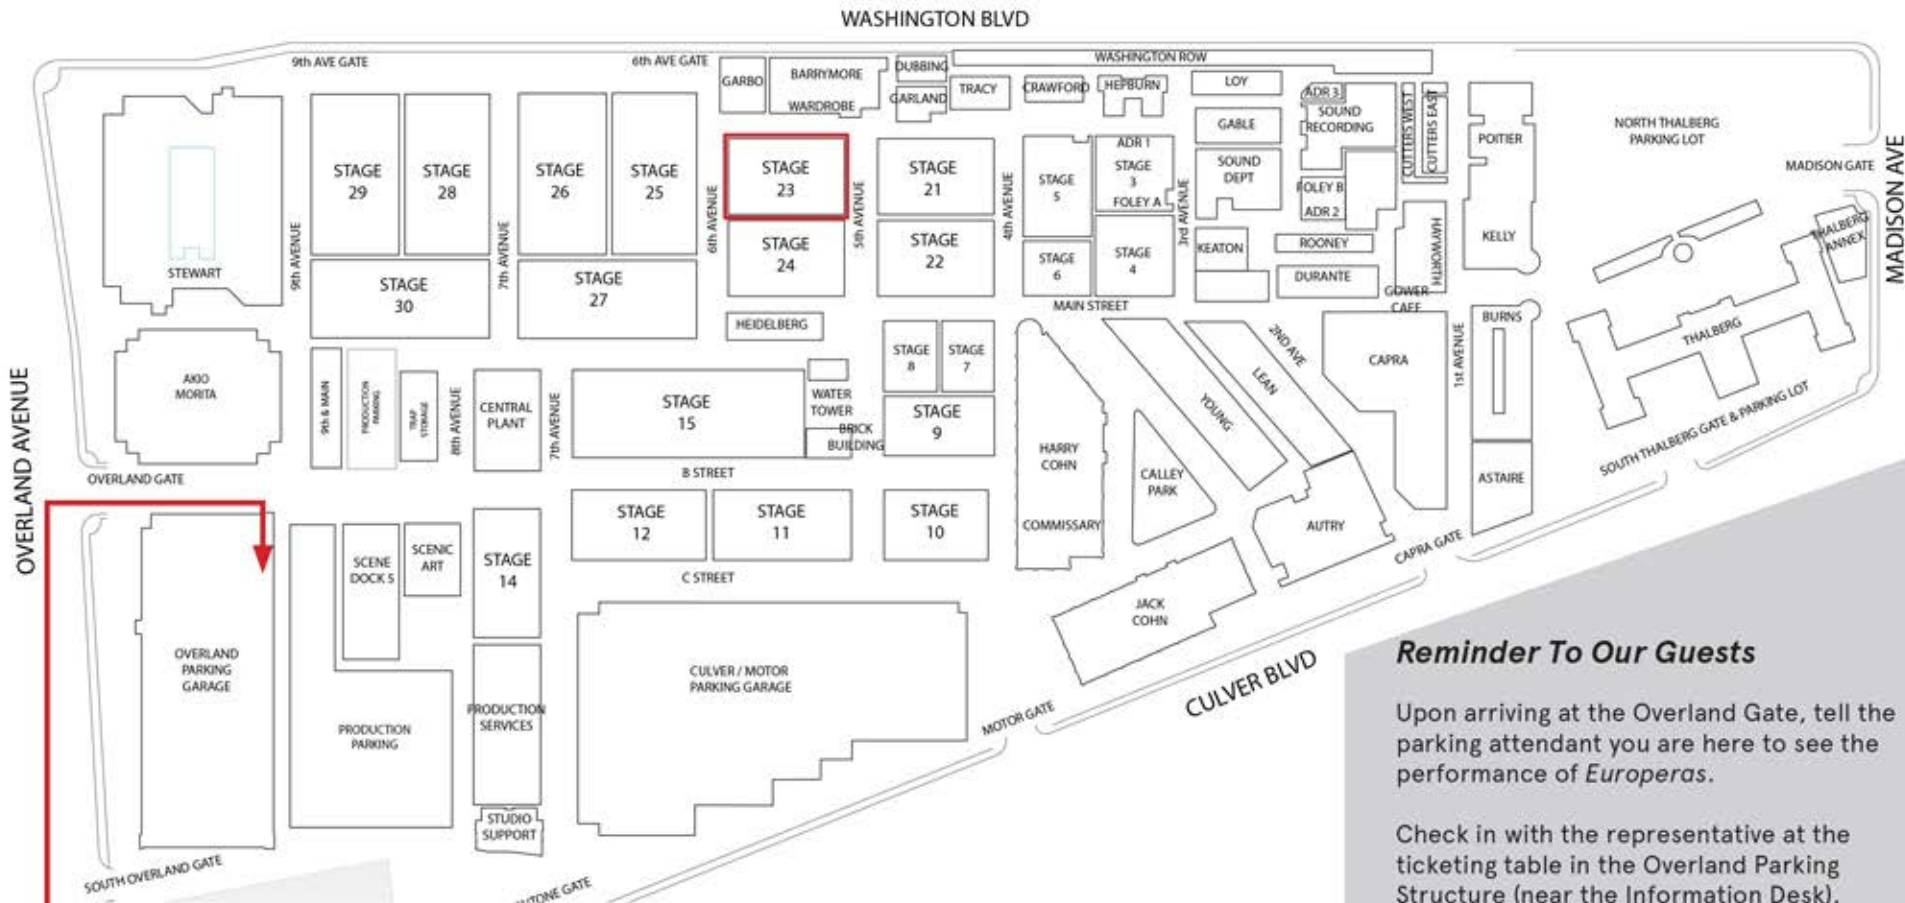 WASHINGTON BLVD
9th AVE GATE
6th AVE GATE
GARBO
BARRYMORE
WARDROBE
DUBBING
GARLAND
WASHINGTON ROW
TRACY
CRAWFORD
HEPBURN
LOY
GABLE
SOUND
DEPT
ADR 3
SOUND
RECORDING
CUTTERS WEST
CUTTERS EAST
POITIER
NORTH THALBERG
PARKING LOT
MADISON GATE
MADISON AVE
STEWART
9th AVENUE
STAGE
29
STAGE
28
STAGE
30
7th AVENUE
STAGE
26
STAGE
25
STAGE
27
6th AVENUE
STAGE
23
STAGE
24
5th AVENUE
STAGE
21
STAGE
22
4th AVENUE
STAGE
5
STAGE
6
ADR 1
STAGE
3
FOLEY A
STAGE
4
3rd AVENUE
FOLEY B
ADR 2
KEATON
ROONEY
DURANTE
HAYWORTH
GOWER
CAFE
KELLY
THALBERG
ANNEX
THALBERG
SOUTH THALBERG GATE & PARKING LOT
MAIN STREET
HEIDELBERG
OVERLAND AVENUE
AKIO
MORITA
OVERLAND GATE
9th & MAIN
PRODUCTION
PARKING
TRAP
STORAGE
8th AVENUE
CENTRAL
PLANT
7th AVENUE
STAGE
15
WATER
TOWER
BRICK
BUILDING
STAGE
8
STAGE
7
STAGE
9
B STREET
HARRY
COHN
COMMISSARY
CALLEY
PARK
YOUNG
LEAN
2ND AVE
CAPRA
1st AVENUE
BURNS
ASTAIRE
AUTRY
CAPRA GATE
STAGE
12
STAGE
11
STAGE
10
C STREET
SCENE
DOCK 5
SCENIC
ART
STAGE
14
OVERLAND
PARKING
GARAGE
PRODUCTION
PARKING
PRODUCTION
SERVICES
STUDIO
SUPPORT
CULVER / MOTOR
PARKING GARAGE
JACK
COHN
MOTOR GATE
CULVER BLVD
SOUTH OVERLAND GATE
Reminder To Our Guests
Upon arriving at the Overland Gate, tell the
parking attendant you are here to see the
performance of Europeras.
Check in with the representative at the
ticketing table in the Overland Parking
Structure (near the Information Desk).